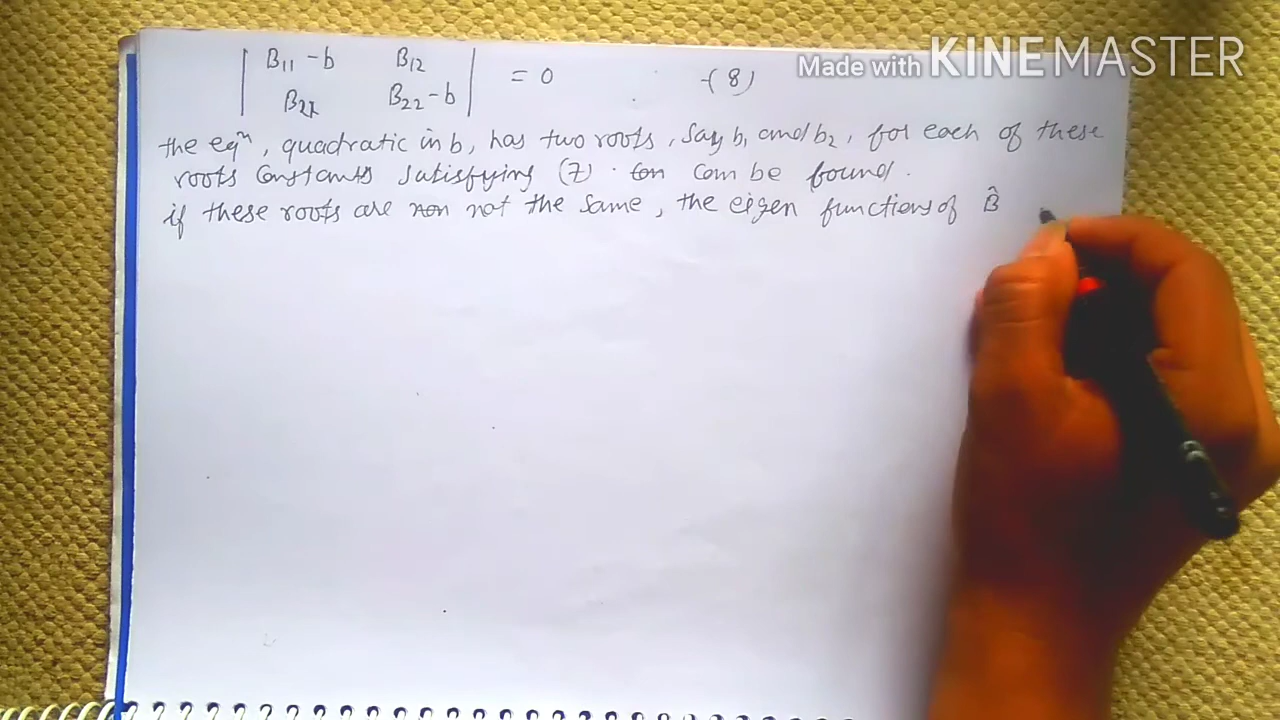 Made with KINEMASTER
| B₁₁ - b B₁₂ | = 0 -(8)
| B₂₁ B₂₂ - b |
the eqⁿ, quadratic in b, has two roots, say b₁ and b₂, for each of these
roots constants satisfying (7). can be found.
if these roots are not the same, the eigen functions of B̂